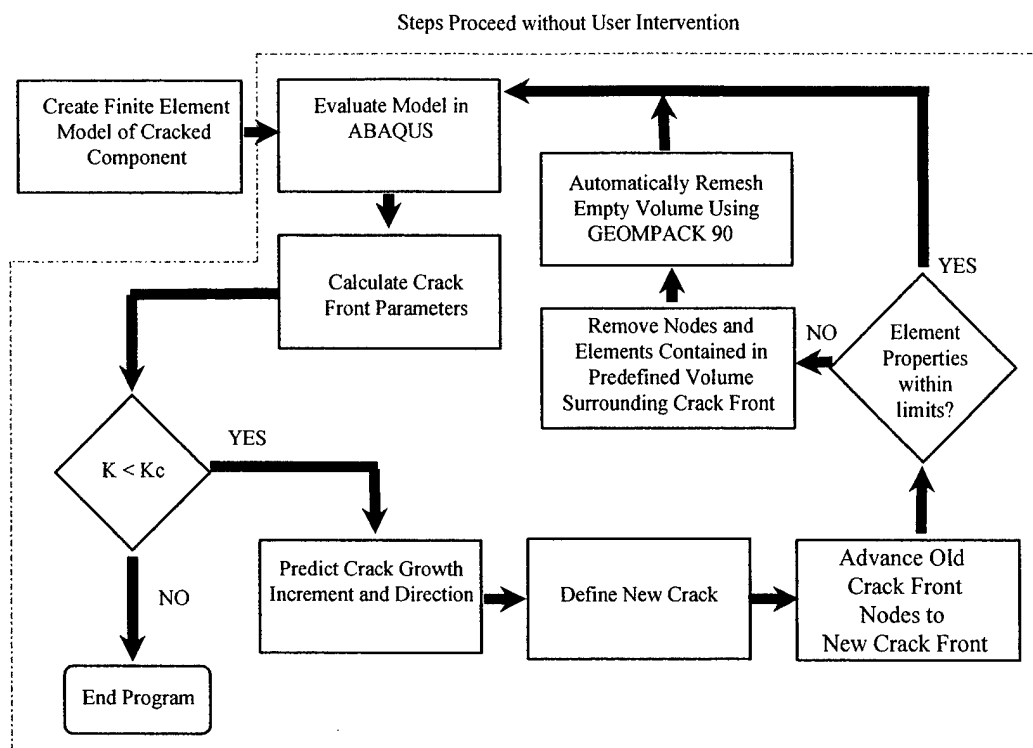 Steps Proceed without User Intervention
Create Finite Element
Model of Cracked
Component
Evaluate Model in
ABAQUS
Automatically Remesh
Empty Volume Using
GEOMPACK 90
YES
Calculate Crack
Front Parameters
Remove Nodes and
Elements Contained in
Predefined Volume
Surrounding Crack Front
NO
Element
Properties
within
limits?
K < Kc
YES
NO
Predict Crack Growth
Increment and Direction
Define New Crack
Advance Old
Crack Front
Nodes to
New Crack Front
End Program